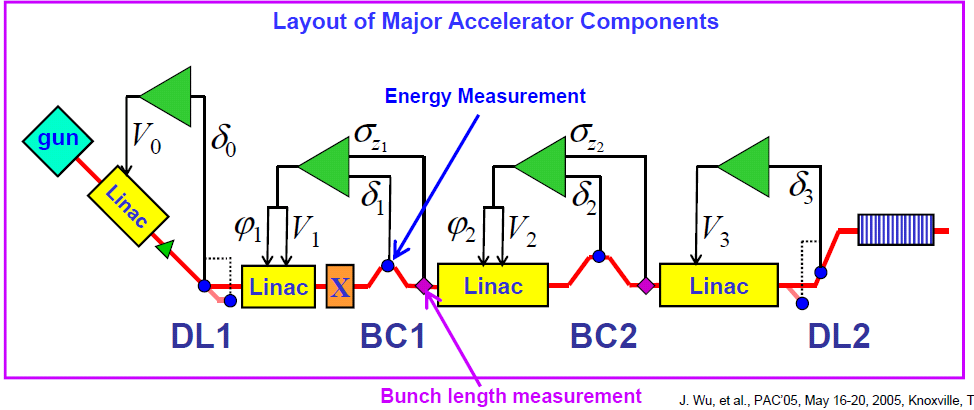 Layout of Major Accelerator Components
Energy Measurement
gun
V₀
δ₀
Linac
σ_z₁
δ₁
φ₁
V₁
σ_z₂
δ₂
φ₂
V₂
δ₃
V₃
Linac
X
Linac
Linac
DL1
BC1
BC2
DL2
Bunch length measurement
J. Wu, et al., PAC'05, May 16-20, 2005, Knoxville, T